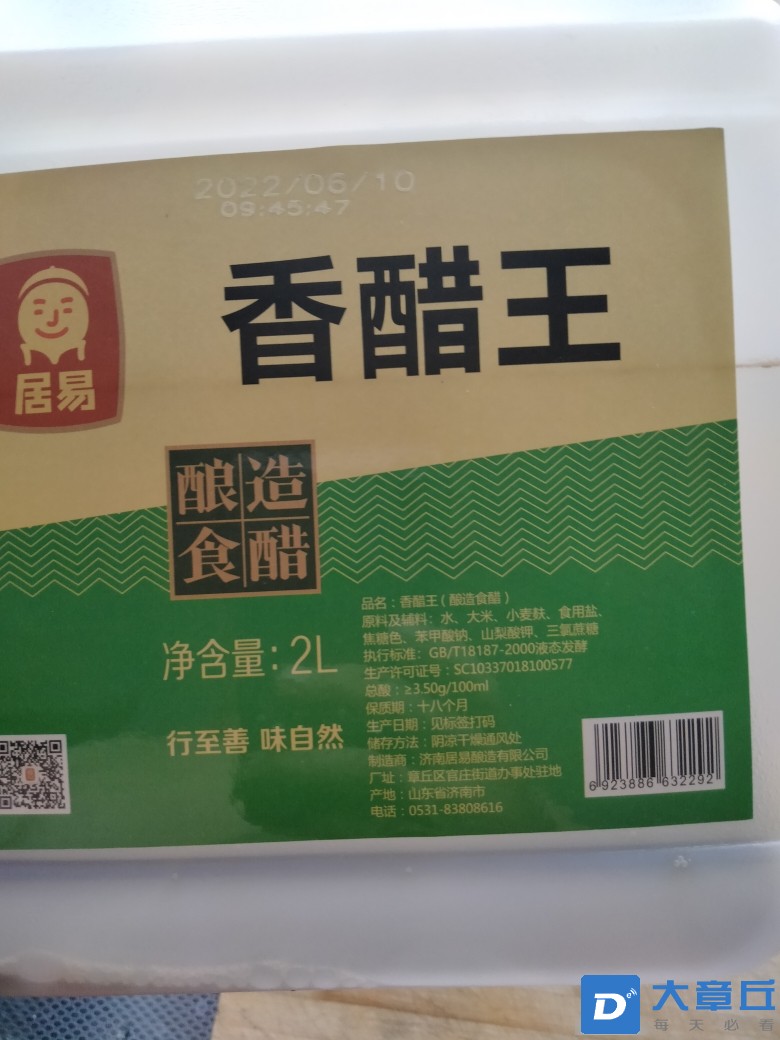 2022/06/10
09:45:47
居易
香醋王
酿造
食醋
净含量：2L
行至善 味自然
品名：香醋王（酿造食醋）
原料及辅料：水、大米、小麦麸、食用盐、
焦糖色、苯甲酸钠、山梨酸钾、三氯蔗糖
执行标准：GB/T18187-2000液态发酵
生产许可证号：SC10337018100577
总酸：≥3.50g/100ml
保质期：十八个月
生产日期：见标签打码
储存方法：阴凉干燥通风处
制造商：济南居易酿造有限公司
厂址：章丘区官庄街道办事处驻地
产地：山东省济南市
电话：0531-83808616
6 923886 632292
大章丘
每天必看